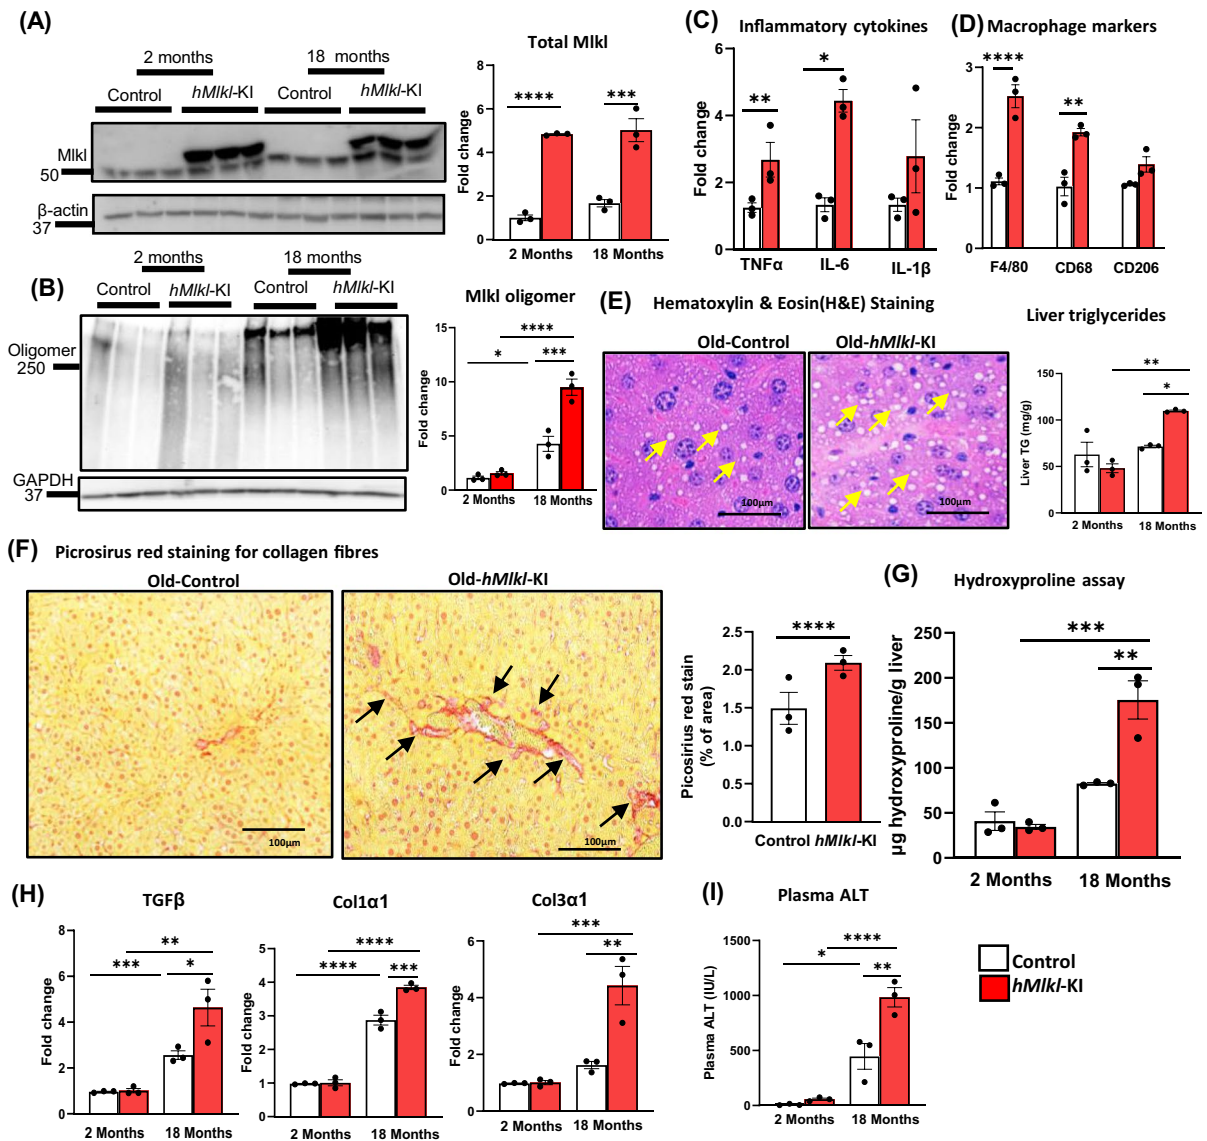 (A)
2 months
18 months
Control
hMlkl-KI
Control
hMlkl-KI
Mlkl
50
β-actin
37
Total Mlkl
Fold change
8
6
4
2
0
****
***
2 Months
18 Months
(C)
Inflammatory cytokines
Fold change
6
4
2
0
**
*
TNFα
IL-6
IL-1β
(D)
Macrophage markers
Fold change
3
2
1
0
****
**
F4/80
CD68
CD206
(B)
2 months
18 months
Control
hMlkl-KI
Control
hMlkl-KI
Oligomer
250
GAPDH
37
Mlkl oligomer
Fold change
15
10
5
0
****
*
***
2 Months
18 Months
(E)
Hematoxylin & Eosin(H&E) Staining
Old-Control
Old-hMlkl-KI
100µm
100µm
Liver triglycerides
Liver TG (mg/g)
150
100
50
0
**
*
2 Months
18 Months
(F)
Picrosirus red staining for collagen fibres
Old-Control
Old-hMlkl-KI
100µm
100µm
Picosirius red stain
(% of area)
2.5
2.0
1.5
1.0
0.5
0.0
****
Control
hMlkl-KI
(G)
Hydroxyproline assay
µg hydroxyproline/g liver
250
200
150
100
50
0
***
**
2 Months
18 Months
(H)
TGFβ
Fold change
8
6
4
2
0
**
***
*
2 Months
18 Months
Col1α1
Fold change
5
4
3
2
1
0
****
****
***
2 Months
18 Months
Col3α1
Fold change
6
4
2
0
***
**
2 Months
18 Months
(I)
Plasma ALT
Plasma ALT (IU/L)
1500
1000
500
0
****
*
**
2 Months
18 Months
Control
hMlkl-KI